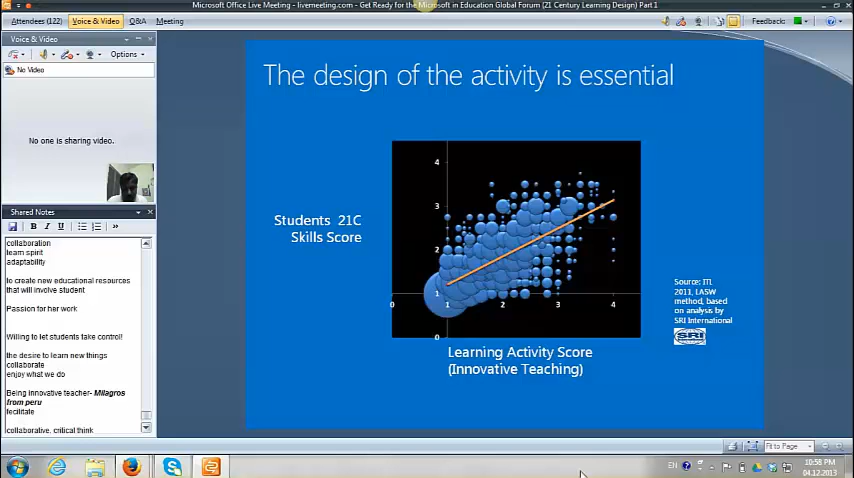 Microsoft Office Live Meeting - livemeeting.com - Get Ready for the Microsoft in Education Global Forum (21 Century Learning Design) Part 1
Attendees (122) Voice & Video Q&A Meeting
Feedback:
Voice & Video
Options
No Video
No one is sharing video.
Shared Notes
B I U
collaboration
learn spirit
adaptability
to create new educational resources
that will involve student
Passion for her work
Willing to let students take control!
the desire to learn new things
collaborate
enjoy what we do
Being innovative teacher- Milagros
from peru
fecilitate
collaborative, critical think
The design of the activity is essential
Students 21C
Skills Score
4
3
2
1
0
0 1 2 3 4
Learning Activity Score
(Innovative Teaching)
Source: ITL
2011, LASW
method, based
on analysis by
SRI International
SRI
Fit to Page
EN
10:58 PM
04.12.2013